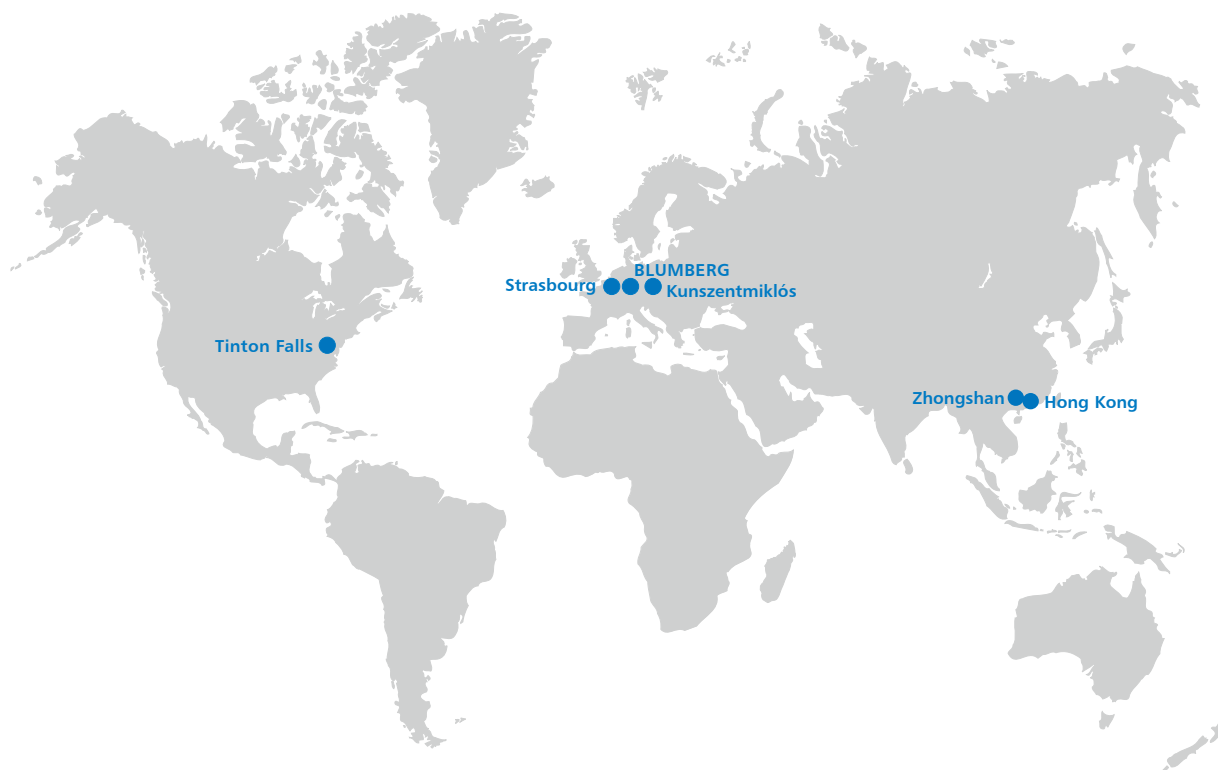 BLUMBERG
Strasbourg
Kunszentmiklós
Tinton Falls
Zhongshan
Hong Kong